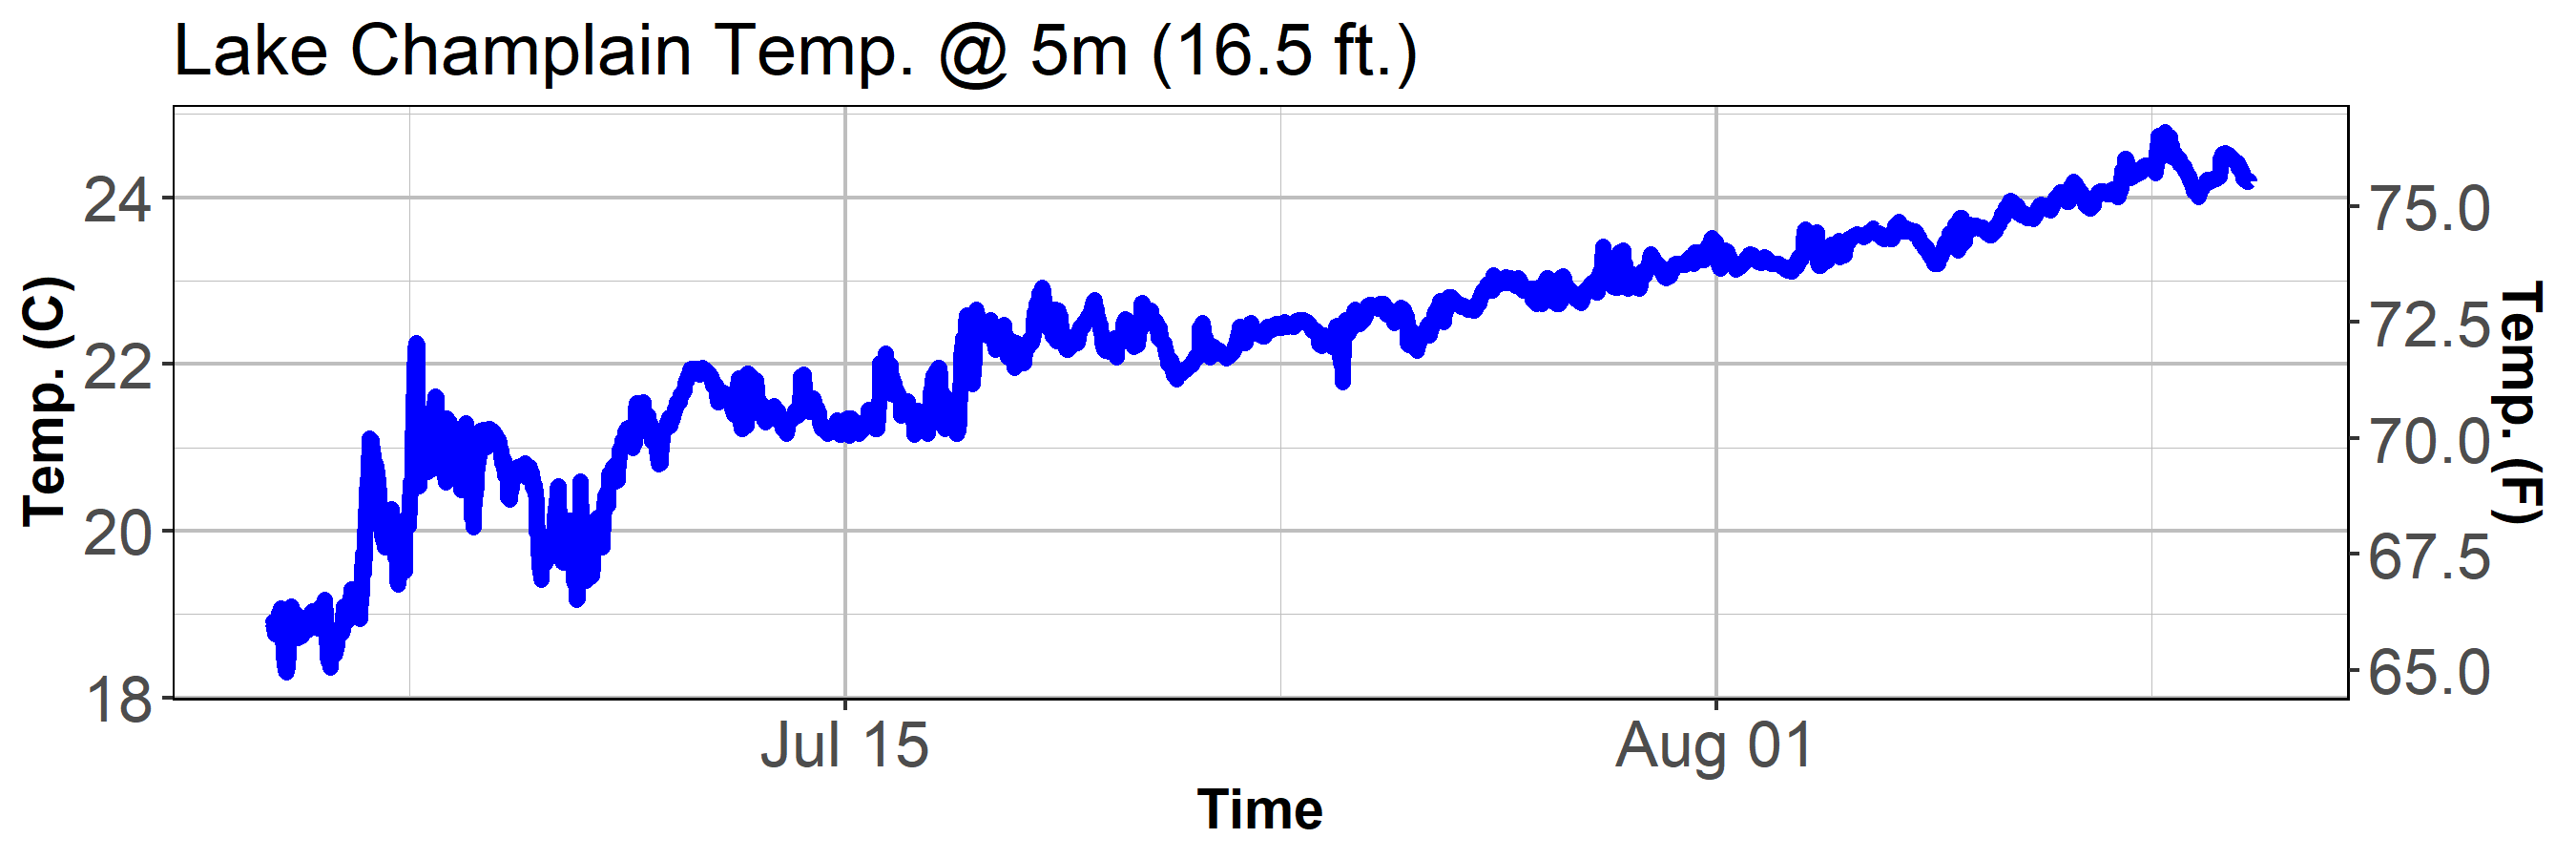 Lake Champlain Temp. @ 5m (16.5 ft.)
Temp. (C)
24
22
20
18
75.0
72.5
70.0
67.5
65.0
Temp. (F)
Jul 15
Aug 01
Time